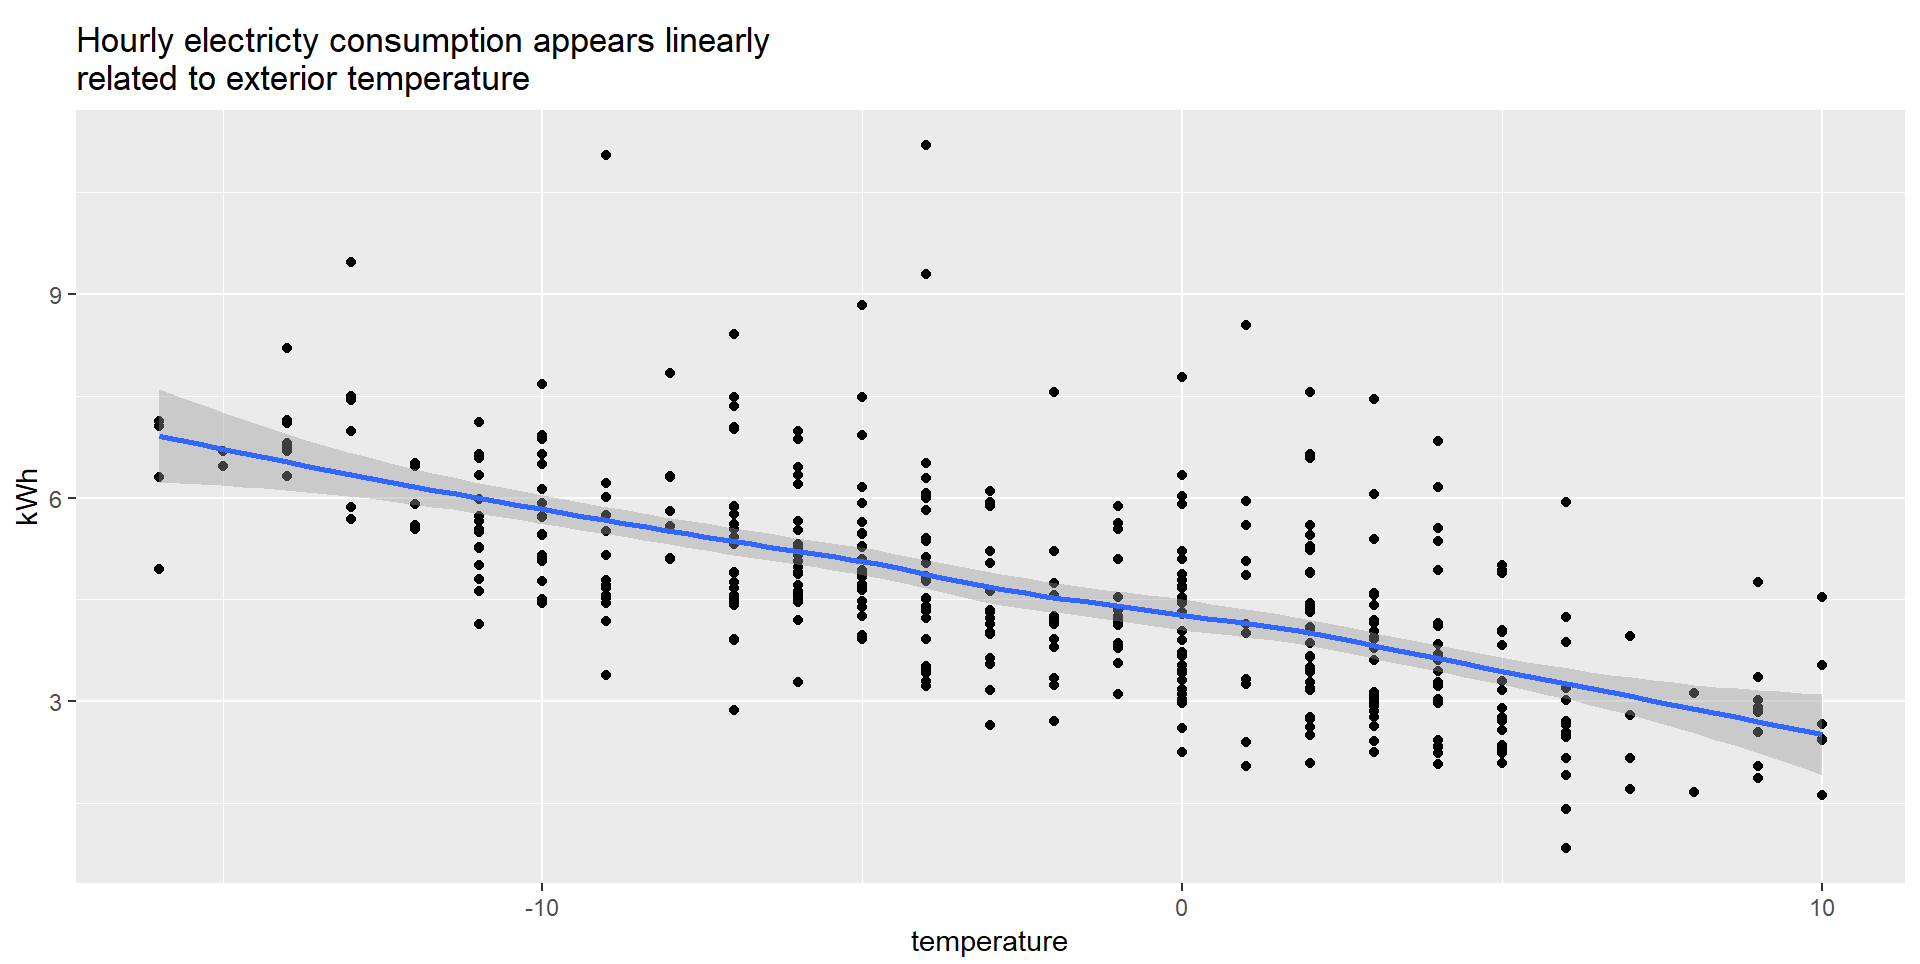 Hourly electricty consumption appears linearly
related to exterior temperature
9
6
3
kWh
-10
0
10
temperature